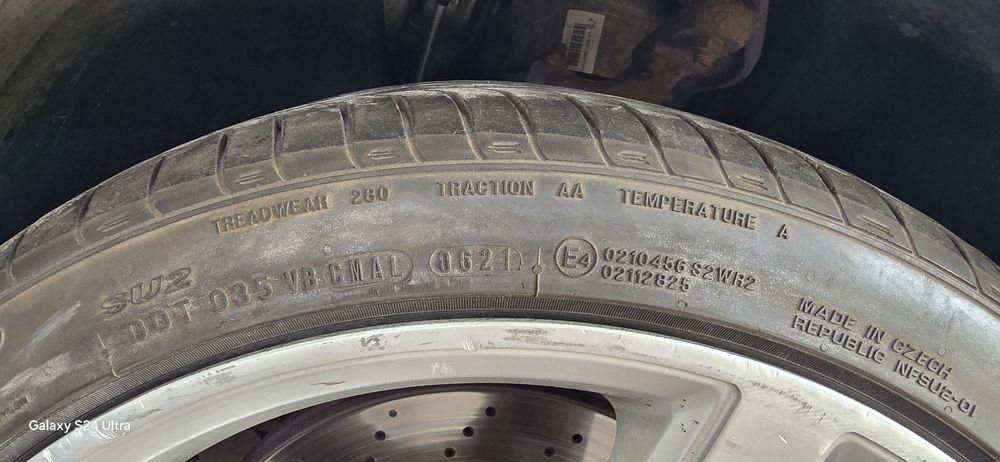 TREADWEAR 280 TRACTION AA TEMPERATURE A
SU2
DOT 035 VB CMAL 0621 E4 0210456 S2WR2
02112825
MADE IN CZECH
REPUBLIC NFSU2-01
Galaxy S24 Ultra